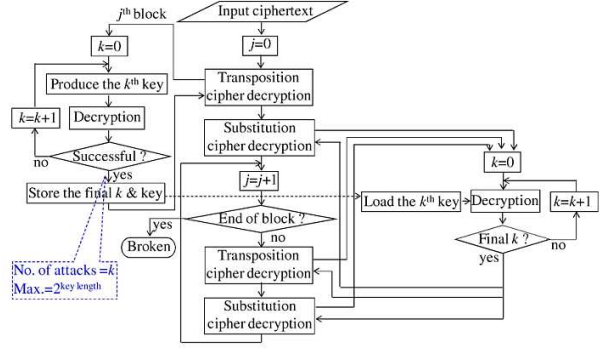 Input ciphertext
jth block
k=0
j=0
Produce the kth key
Transposition
cipher decryption
k=k+1
Decryption
Substitution
cipher decryption
no
Successful ?
yes
k=0
Store the final k & key
j=j+1
Load the kth key
Decryption
k=k+1
yes
End of block ?
no
Broken
Final k ?
no
yes
No. of attacks =k
Max.=2key length
Transposition
cipher decryption
Substitution
cipher decryption